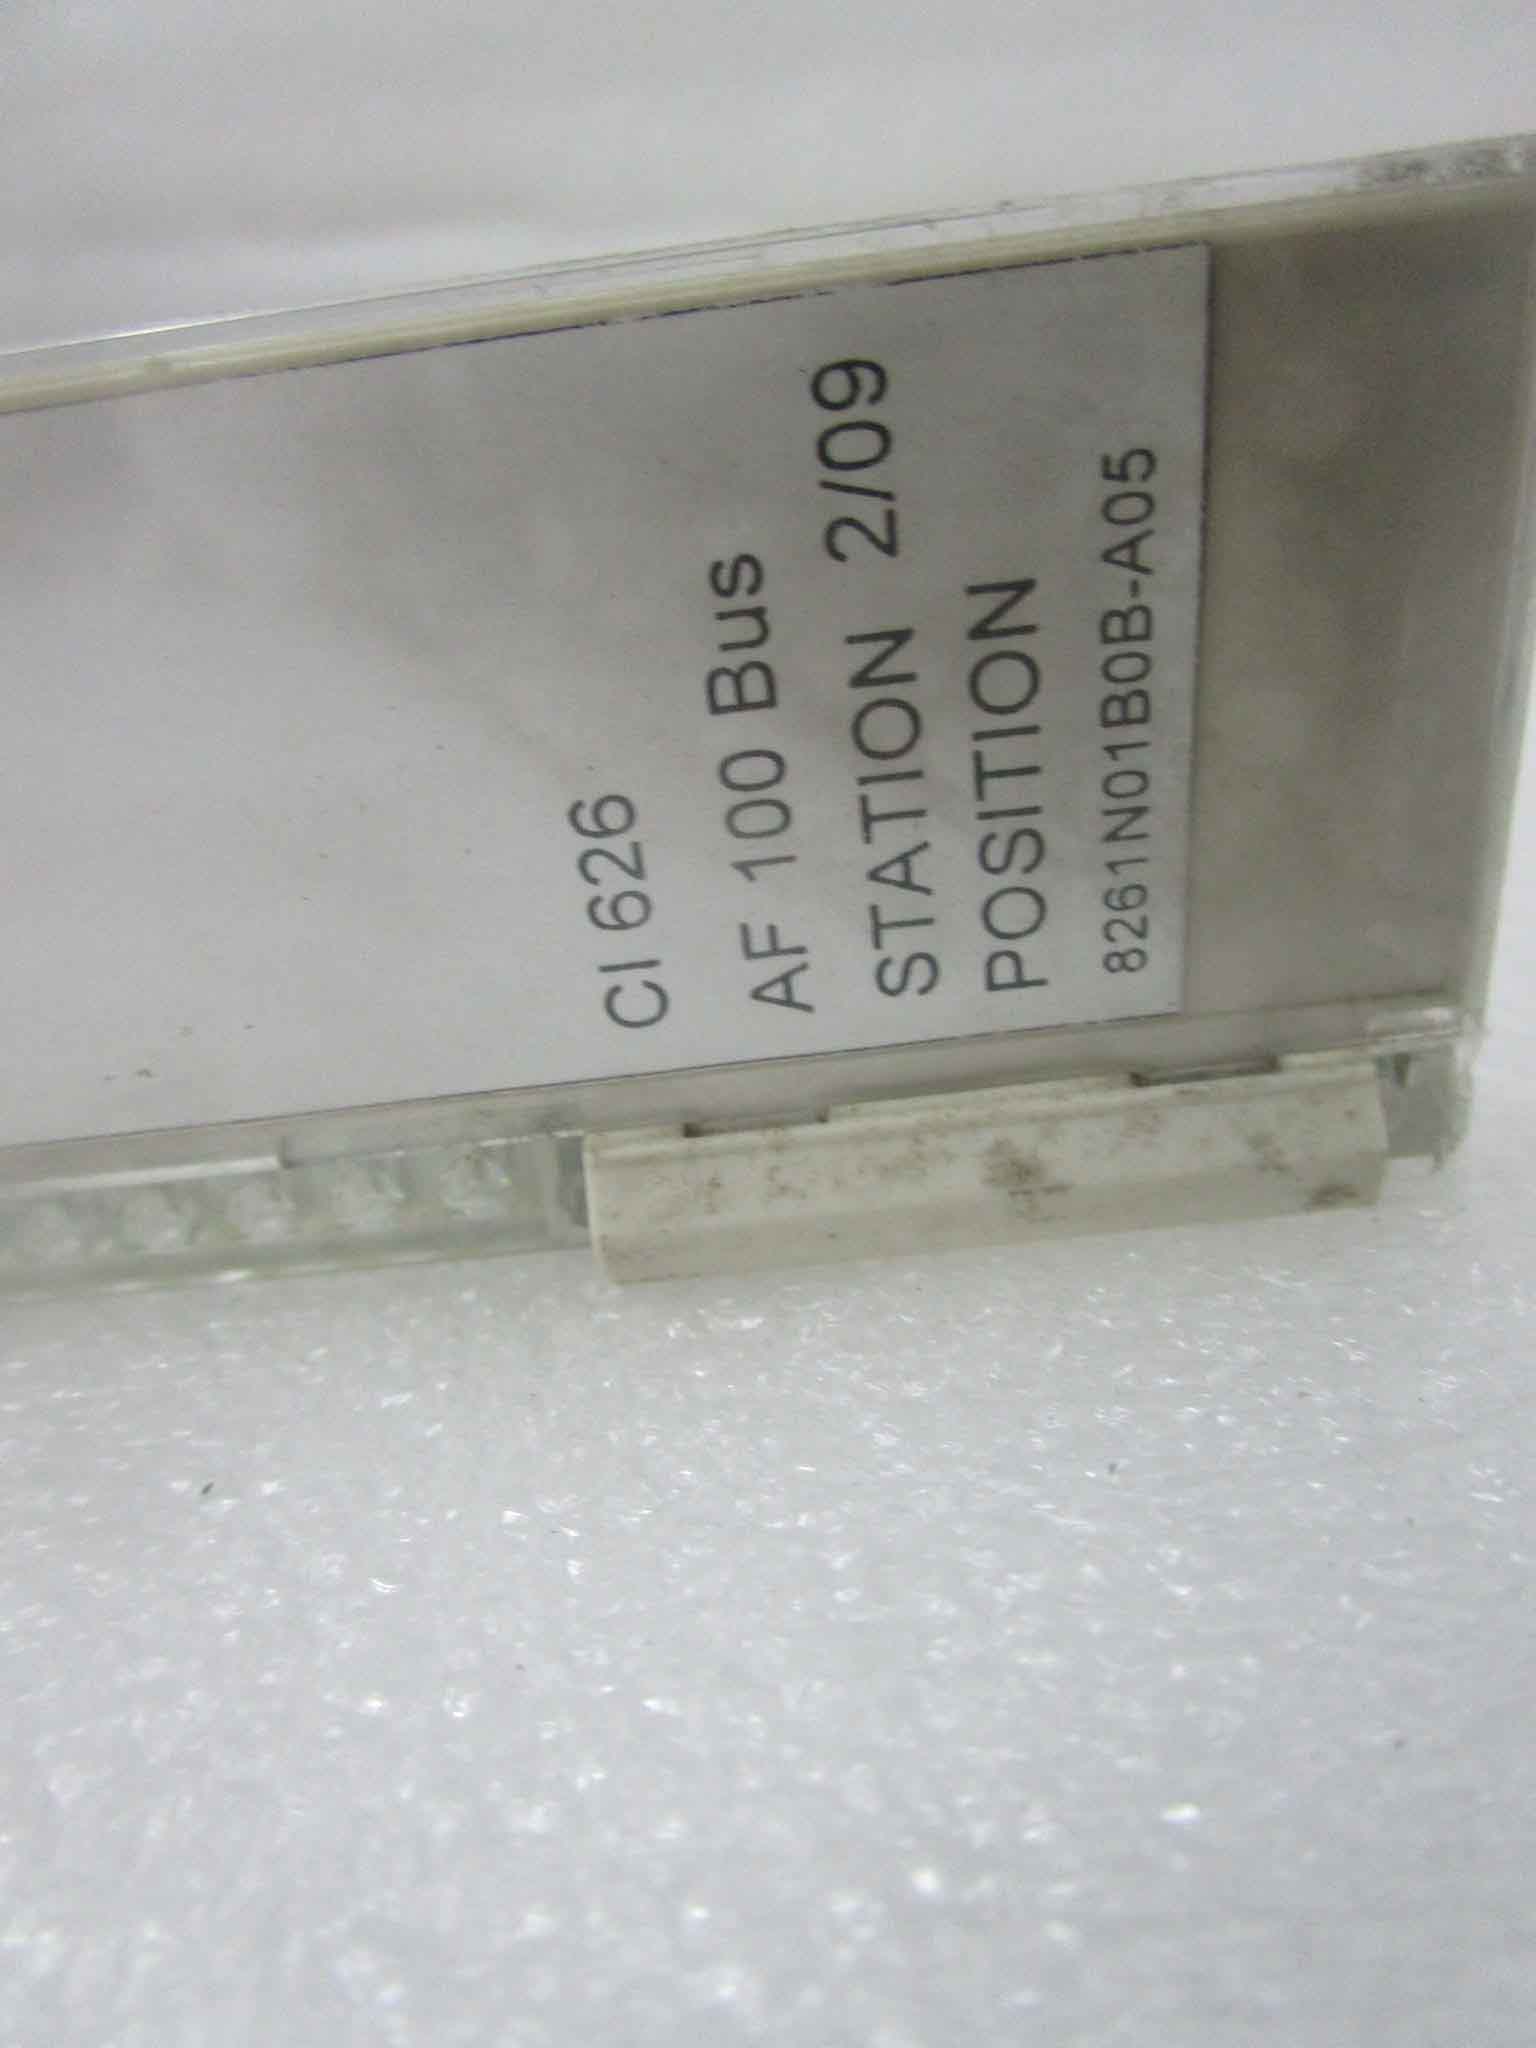 CI 626
AF 100 Bus
STATION 2/09
POSITION
8261N01B0B-A05